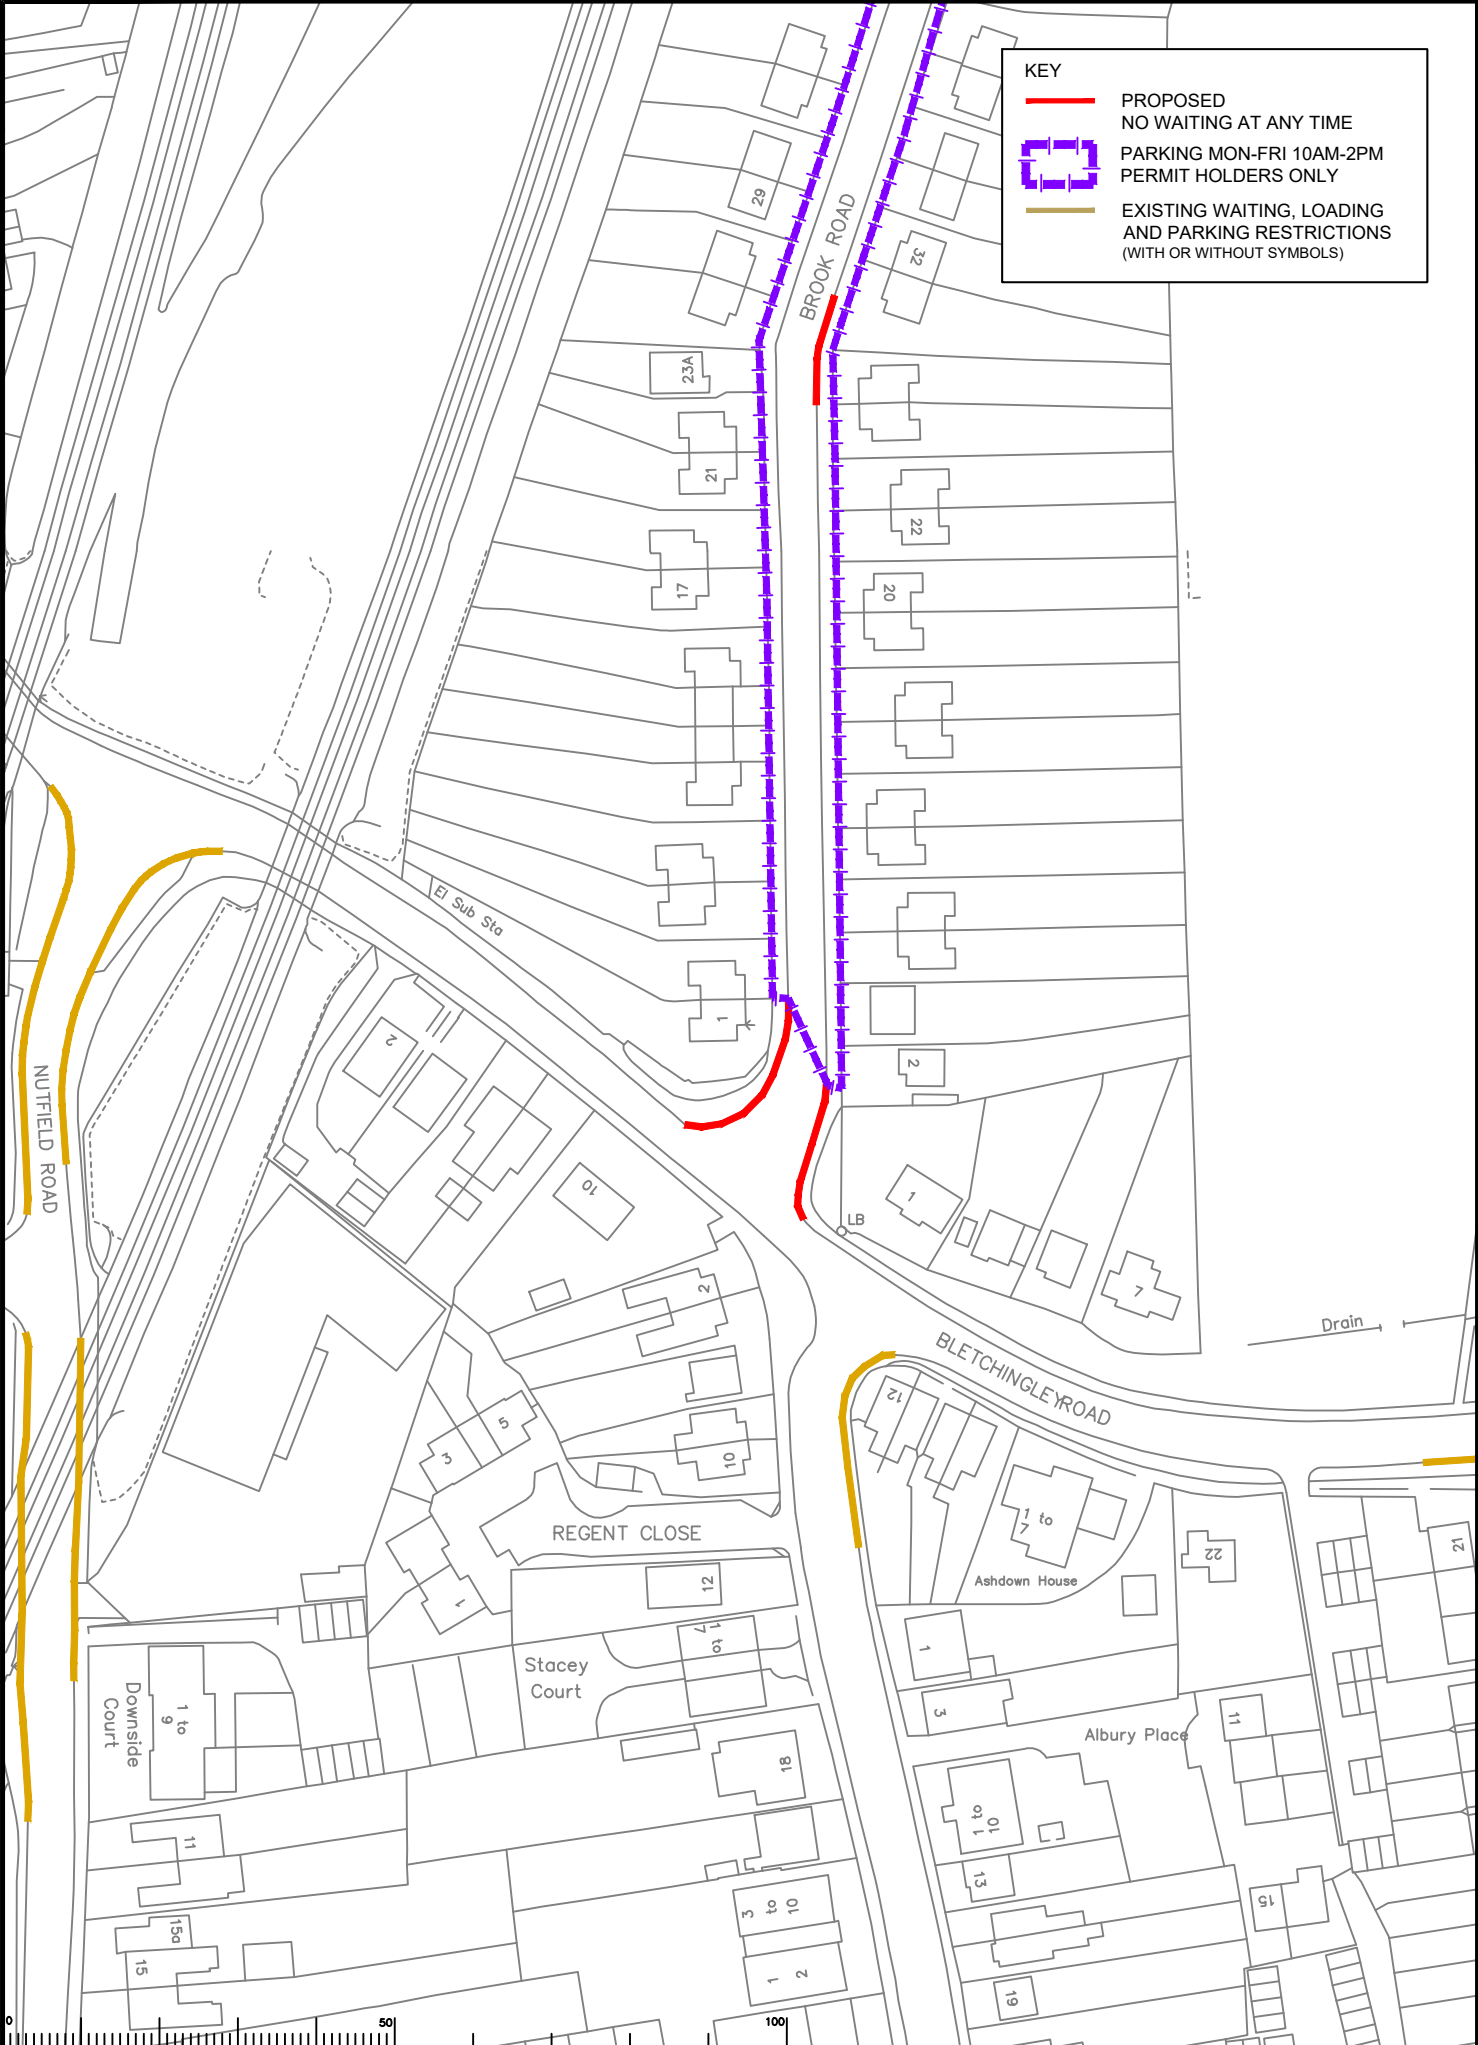 KEY
PROPOSED
NO WAITING AT ANY TIME
PARKING MON-FRI 10AM-2PM
PERMIT HOLDERS ONLY
EXISTING WAITING, LOADING
AND PARKING RESTRICTIONS
(WITH OR WITHOUT SYMBOLS)
29
BROOK ROAD
32
23A
21
22
17
20
El Sub Sta
1
2
2
NUTFIELD ROAD
10
1
LB
7
2
Drain
BLETCHINGLEY ROAD
12
5
3
10
1 to
7
REGENT CLOSE
22
21
Ashdown House
12
1
1 to
7
1
Stacey
Court
3
Downside
Court
1 to
9
11
Albury Place
18
1 to
10
11
13
15
3
to
10
15a
15
1
2
19
0
50
100